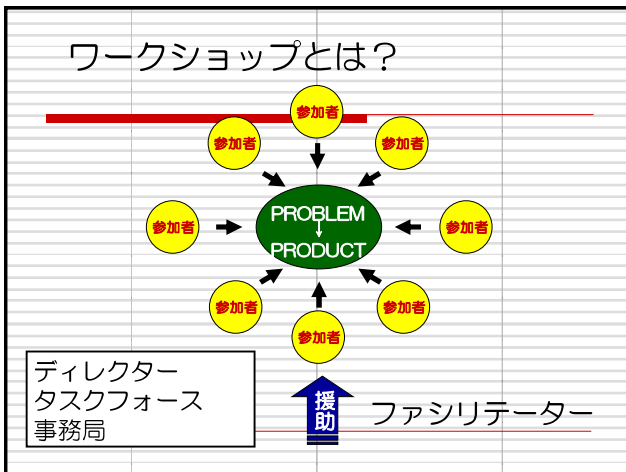 ワークショップとは？
参加者
参加者
参加者
参加者
PROBLEM
↓
PRODUCT
参加者
参加者
参加者
参加者
ディレクター
タスクフォース
事務局
援助
ファシリテーター